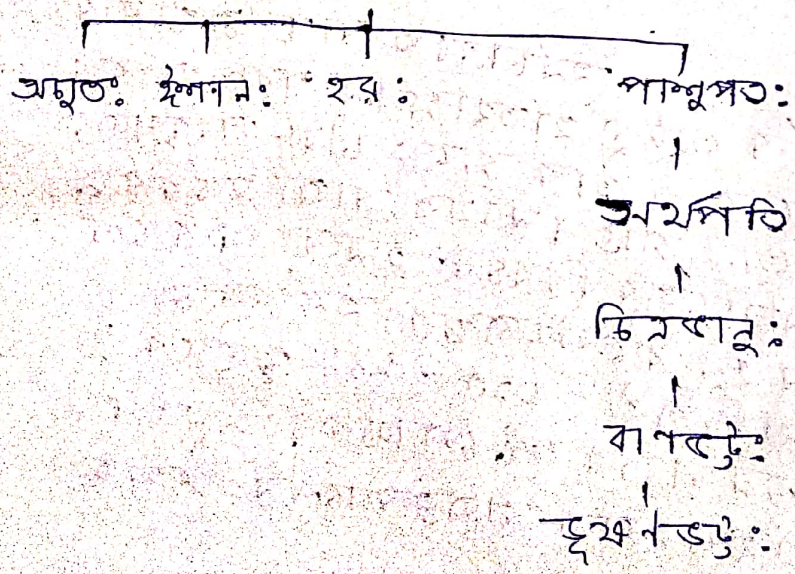 অচ্যুতঃ ঈশানঃ হরঃ পাশুপতঃ
অর্থপতি
চিত্রভানুঃ
বাণভট্টঃ
ভূষণভট্টঃ